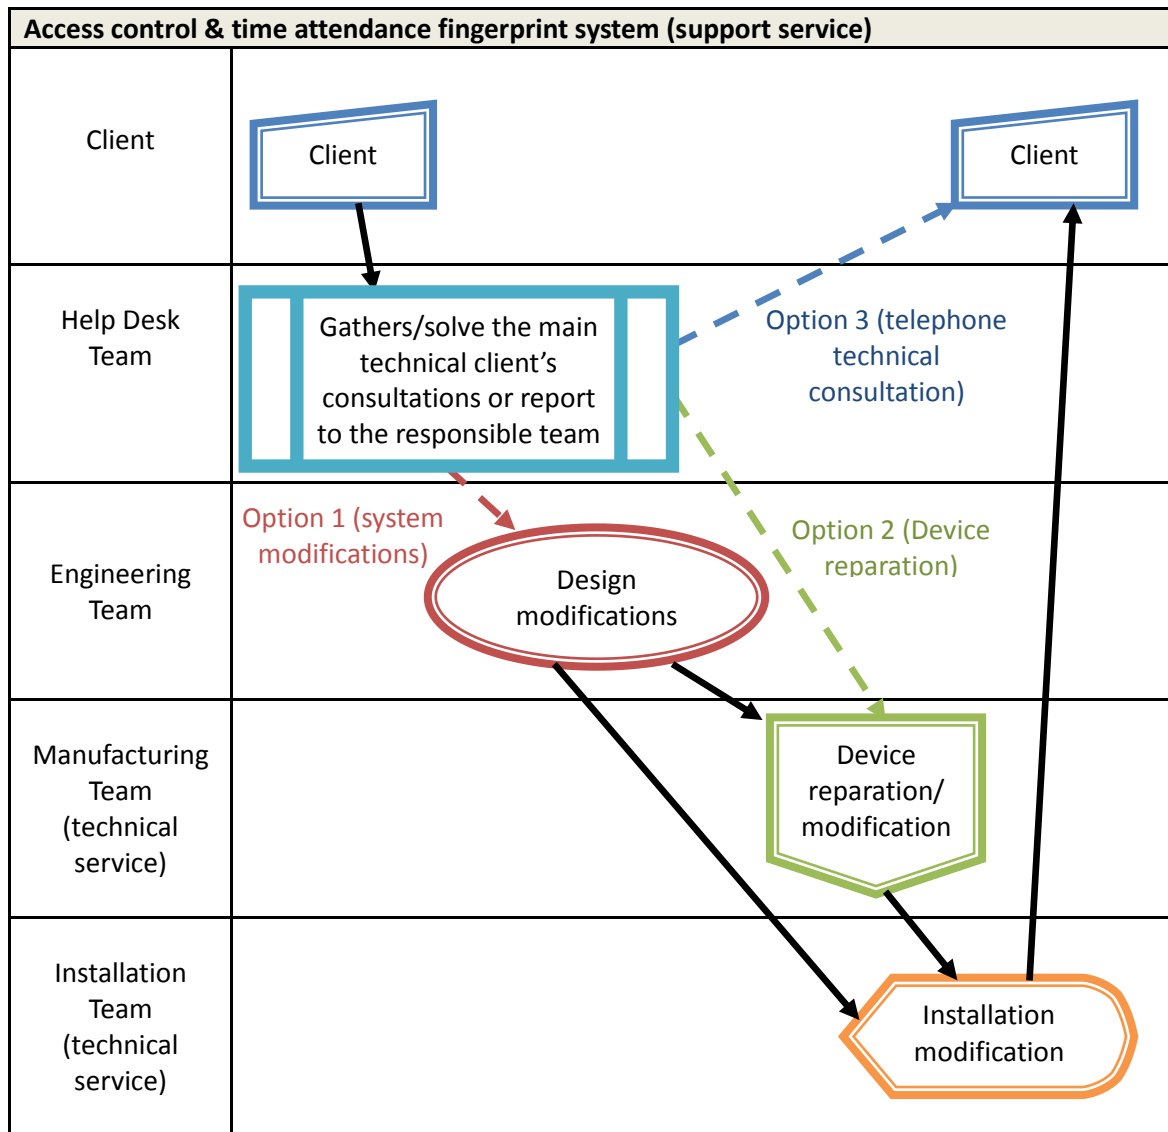 Access control & time attendance fingerprint system (support service)
Client
Client
Client
Help Desk
Team
Gathers/solve the main
technical client's
consultations or report
to the responsible team
Option 3 (telephone
technical
consultation)
Engineering
Team
Option 1 (system
modifications)
Design
modifications
Option 2 (Device
reparation)
Manufacturing
Team
(technical
service)
Device
reparation/
modification
Installation
Team
(technical
service)
Installation
modification